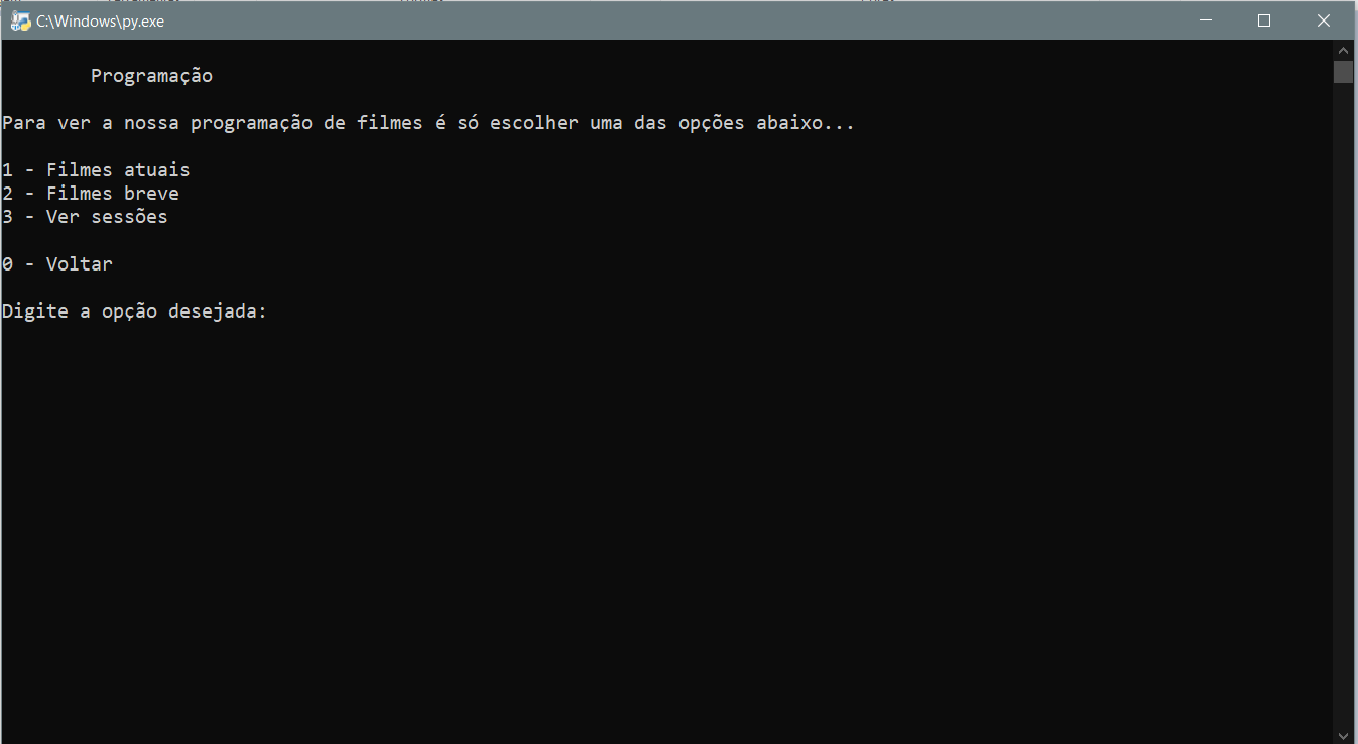 C:\Windows\py.exe
Programação
Para ver a nossa programação de filmes é só escolher uma das opções abaixo...
1 - Filmes atuais
2 - Filmes breve
3 - Ver sessões
0 - Voltar
Digite a opção desejada: